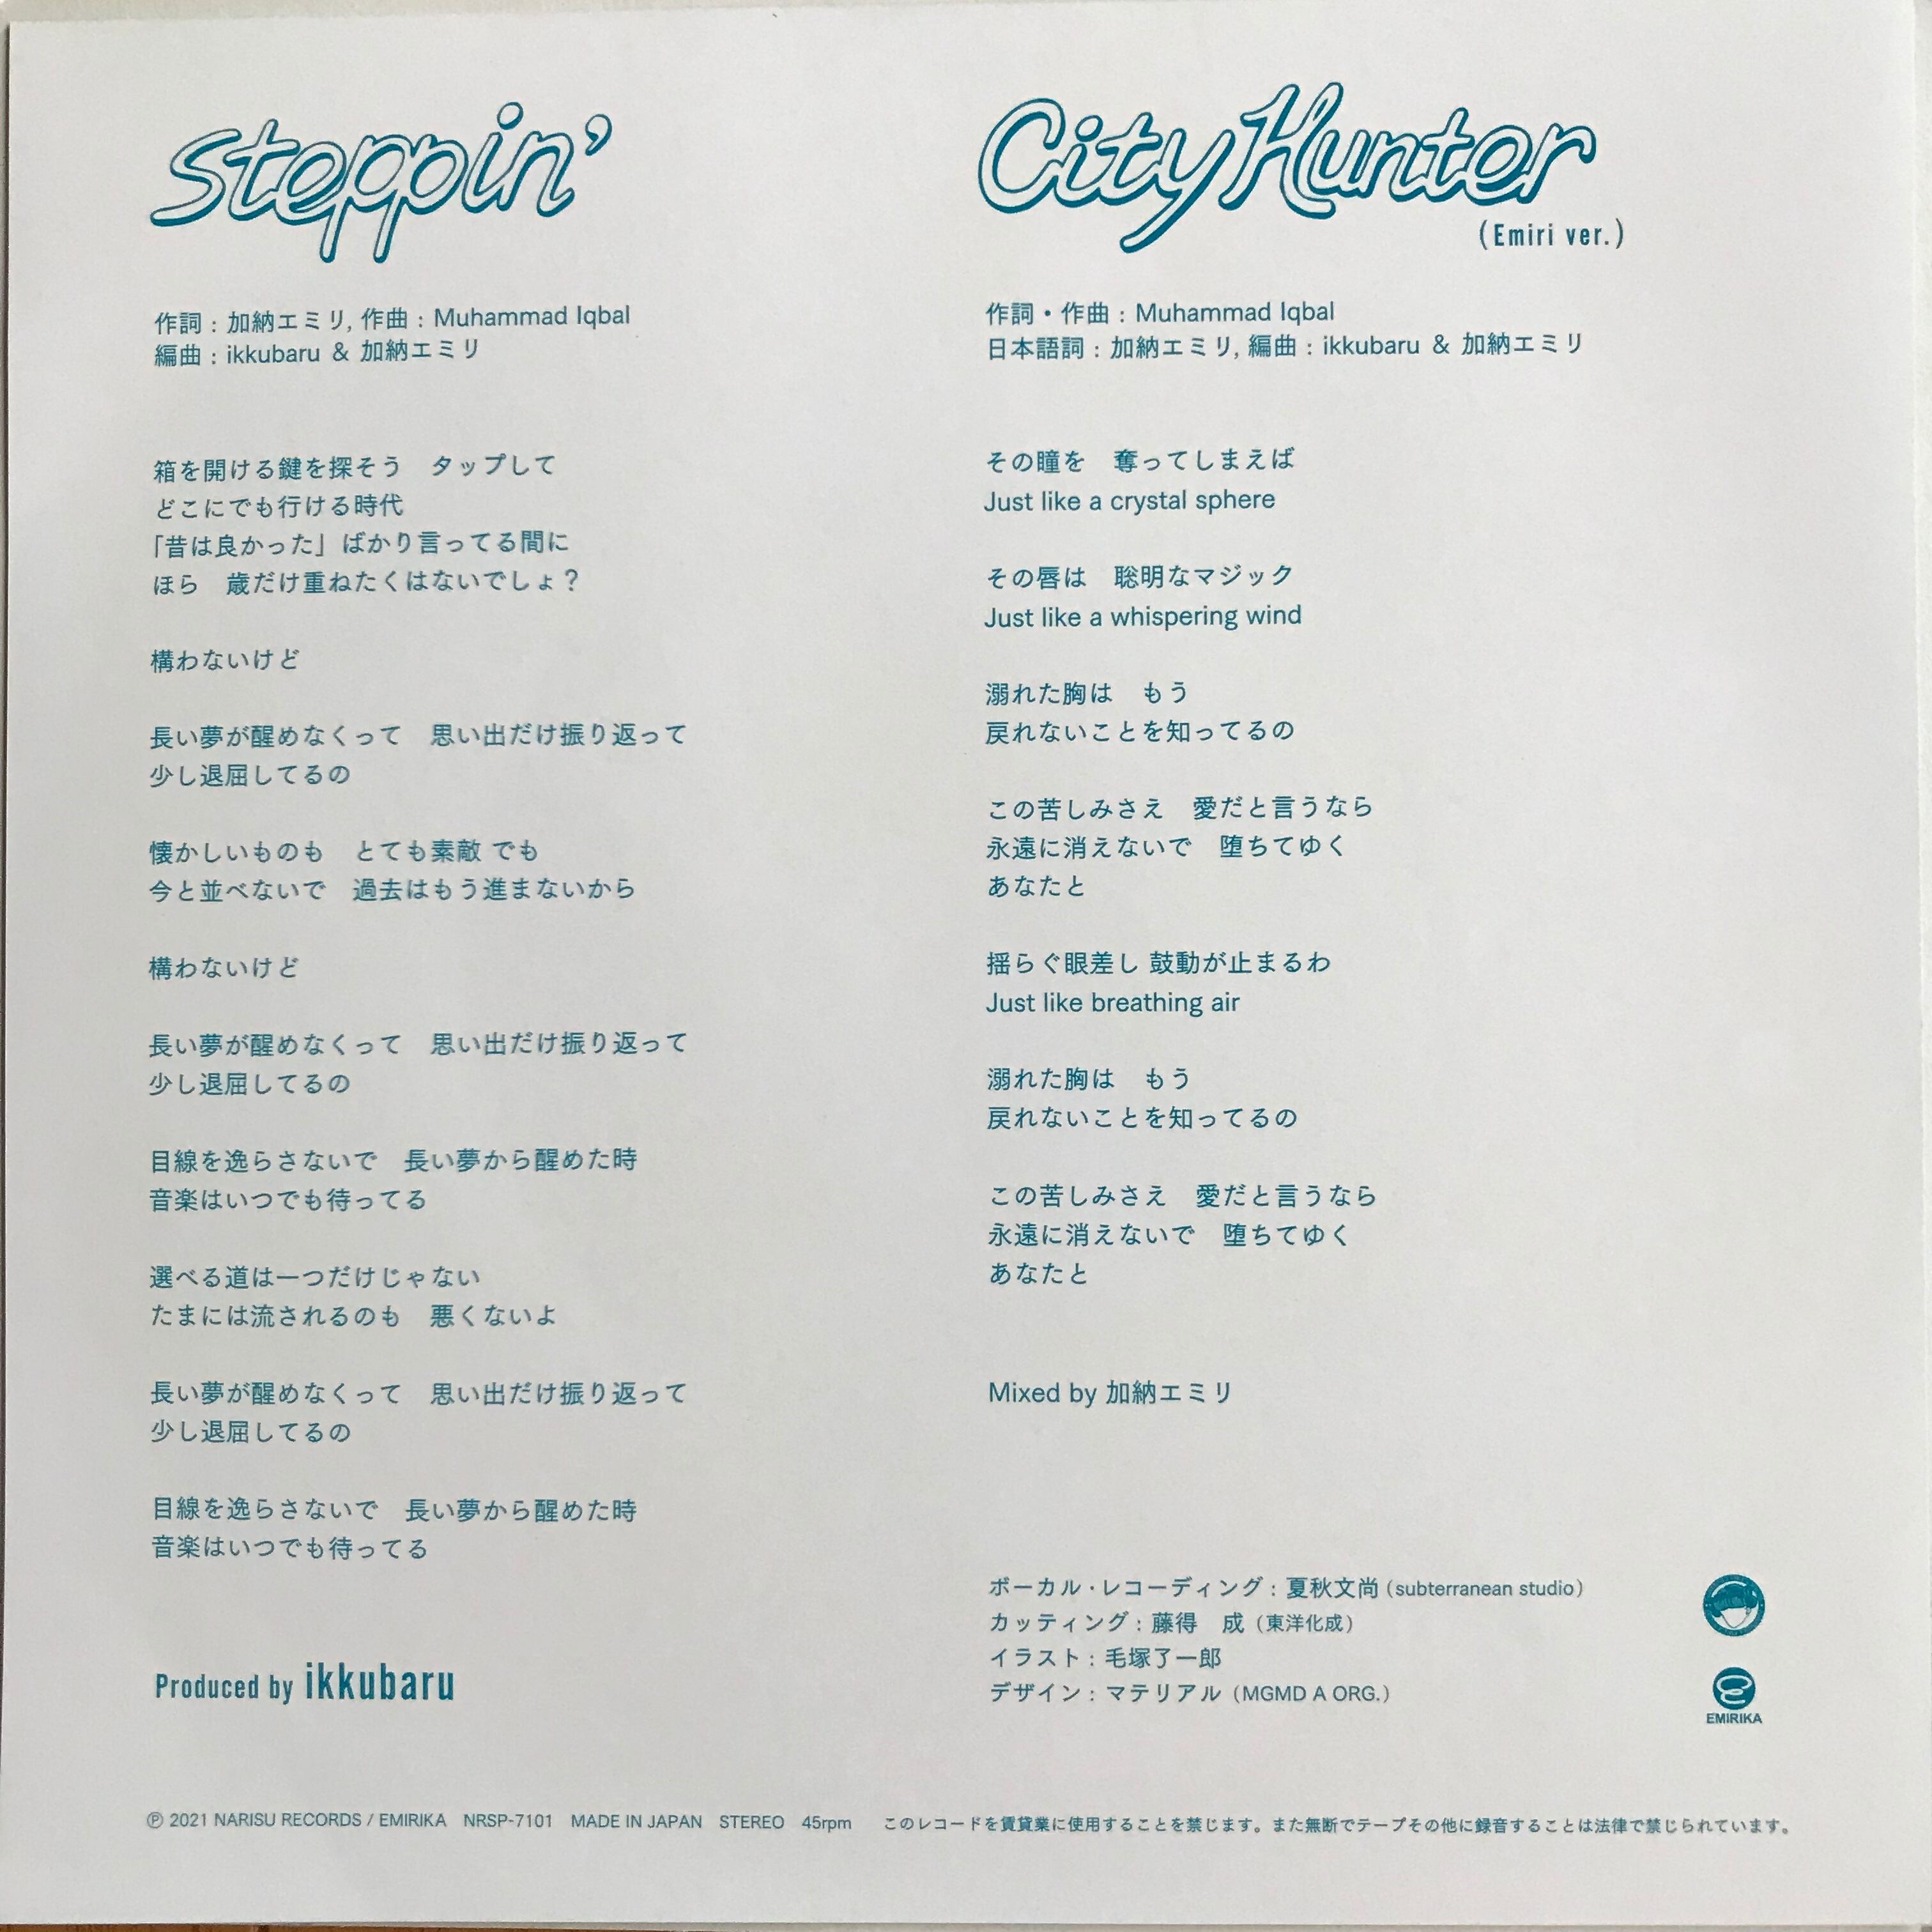 steppin'
作詞：加納エミリ, 作曲：Muhammad Iqbal
編曲：ikkubaru & 加納エミリ
箱を開ける鍵を探そう　タップして
どこにでも行ける時代
「昔は良かった」ばかり言ってる間に
ほら　歳だけ重ねたくはないでしょ？
構わないけど
長い夢が醒めなくって　思い出だけ振り返って
少し退屈してるの
懐かしいものも　とても素敵 でも
今と並べないで　過去はもう進まないから
構わないけど
長い夢が醒めなくって　思い出だけ振り返って
少し退屈してるの
目線を逸らさないで　長い夢から醒めた時
音楽はいつでも待ってる
選べる道は一つだけじゃない
たまには流されるのも　悪くないよ
長い夢が醒めなくって　思い出だけ振り返って
少し退屈してるの
目線を逸らさないで　長い夢から醒めた時
音楽はいつでも待ってる
Produced by ikkubaru
City Hunter
(Emiri ver.)
作詞・作曲：Muhammad Iqbal
日本語詞：加納エミリ, 編曲：ikkubaru & 加納エミリ
その瞳を　奪ってしまえば
Just like a crystal sphere
その唇は　聡明なマジック
Just like a whispering wind
溺れた胸は　もう
戻れないことを知ってるの
この苦しみさえ　愛だと言うなら
永遠に消えないで　堕ちてゆく
あなたと
揺らぐ眼差し 鼓動が止まるわ
Just like breathing air
溺れた胸は　もう
戻れないことを知ってるの
この苦しみさえ　愛だと言うなら
永遠に消えないで　堕ちてゆく
あなたと
Mixed by 加納エミリ
ボーカル・レコーディング：夏秋文尚 (subterranean studio)
カッティング：藤得　成（東洋化成）
イラスト：毛塚了一郎
デザイン：マテリアル（MGMD A ORG.）
EMIRIKA
℗ 2021 NARISU RECORDS / EMIRIKA　NRSP-7101　MADE IN JAPAN　STEREO　45rpm　このレコードを賃貸業に使用することを禁じます。また無断でテープその他に録音することは法律で禁じられています。